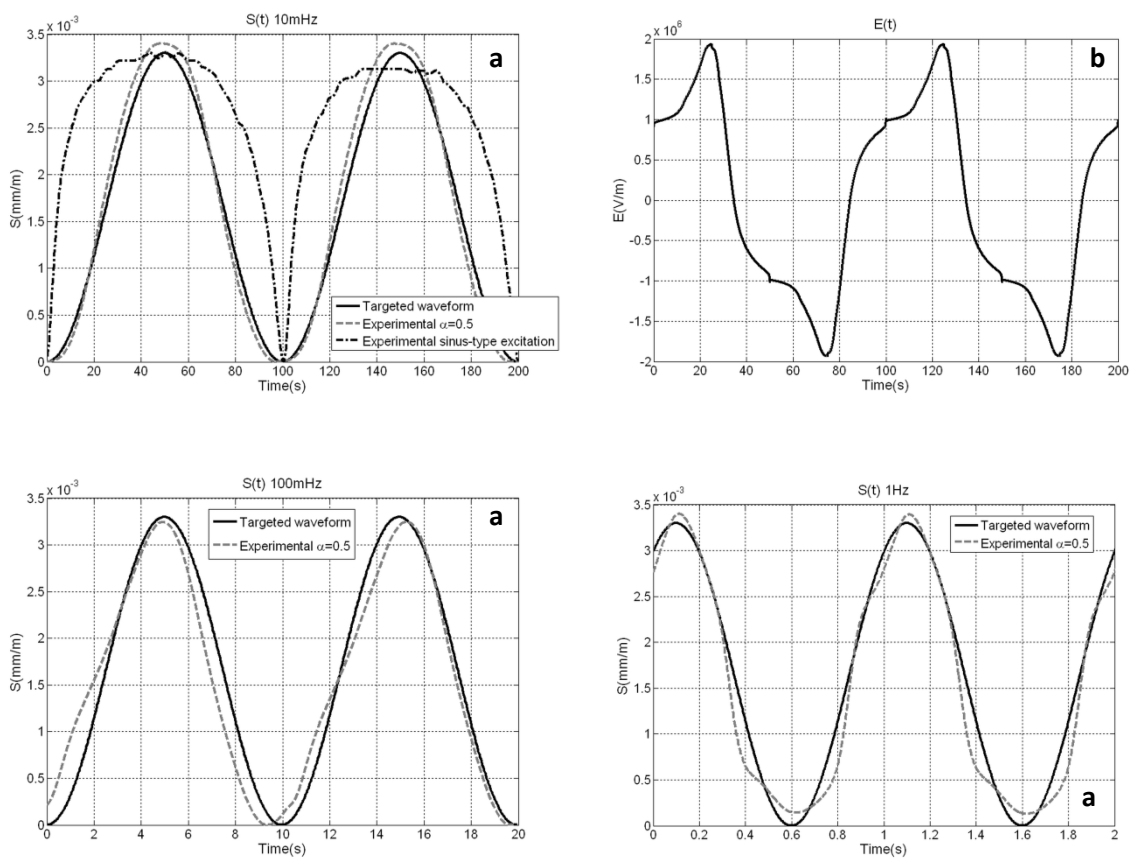 S(t) 10mHz
x 10⁻³
a
3.5
3
2.5
2
1.5
1
0.5
0
S(mm/m)
Targeted waveform
Experimental α=0.5
Experimental sinus-type excitation
0 20 40 60 80 100 120 140 160 180 200
Time(s)
E(t)
x 10⁶
b
2
1.5
1
0.5
0
-0.5
-1
-1.5
-2
E(V/m)
0 20 40 60 80 100 120 140 160 180 200
Time(s)
S(t) 100mHz
x 10⁻³
a
3.5
3
2.5
2
1.5
1
0.5
0
S(mm/m)
Targeted waveform
Experimental α=0.5
0 2 4 6 8 10 12 14 16 18 20
Time(s)
S(t) 1Hz
x 10⁻³
3.5
3
2.5
2
1.5
1
0.5
0
S(mm/m)
Targeted waveform
Experimental α=0.5
a
0 0.2 0.4 0.6 0.8 1 1.2 1.4 1.6 1.8 2
Time(s)